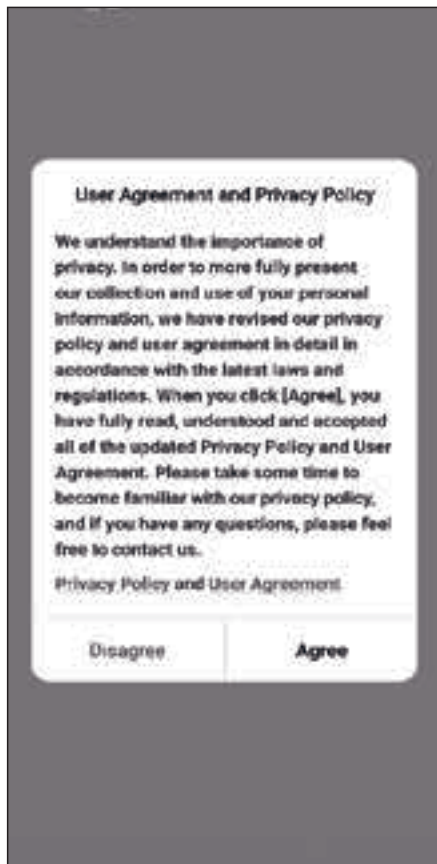 User Agreement and Privacy Policy
We understand the importance of
privacy. In order to more fully present
our collection and use of your personal
information, we have revised our privacy
policy and user agreement in detail in
accordance with the latest laws and
regulations. When you click [Agree], you
have fully read, understood and accepted
all of the updated Privacy Policy and User
Agreement. Please take some time to
become familiar with our privacy policy,
and if you have any questions, please feel
free to contact us.
Privacy Policy and User Agreement
Disagree
Agree